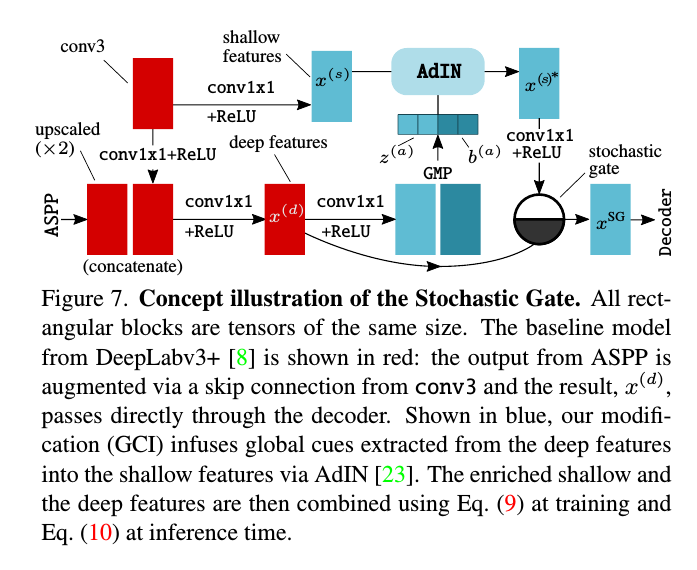 conv3
shallow
features
conv1x1
+ReLU
x(s)
AdIN
x(s)*
upscaled
(×2)
conv1x1+ReLU
deep features
z(a)
b(a)
GMP
conv1x1
+ReLU
stochastic
gate
ASPP
conv1x1
+ReLU
x(d)
conv1x1
+ReLU
xSG
Decoder
(concatenate)
Figure 7. Concept illustration of the Stochastic Gate. All rect-
angular blocks are tensors of the same size. The baseline model
from DeepLabv3+ [8] is shown in red: the output from ASPP is
augmented via a skip connection from conv3 and the result, x(d),
passes directly through the decoder. Shown in blue, our modifi-
cation (GCI) infuses global cues extracted from the deep features
into the shallow features via AdIN [23]. The enriched shallow and
the deep features are then combined using Eq. (9) at training and
Eq. (10) at inference time.